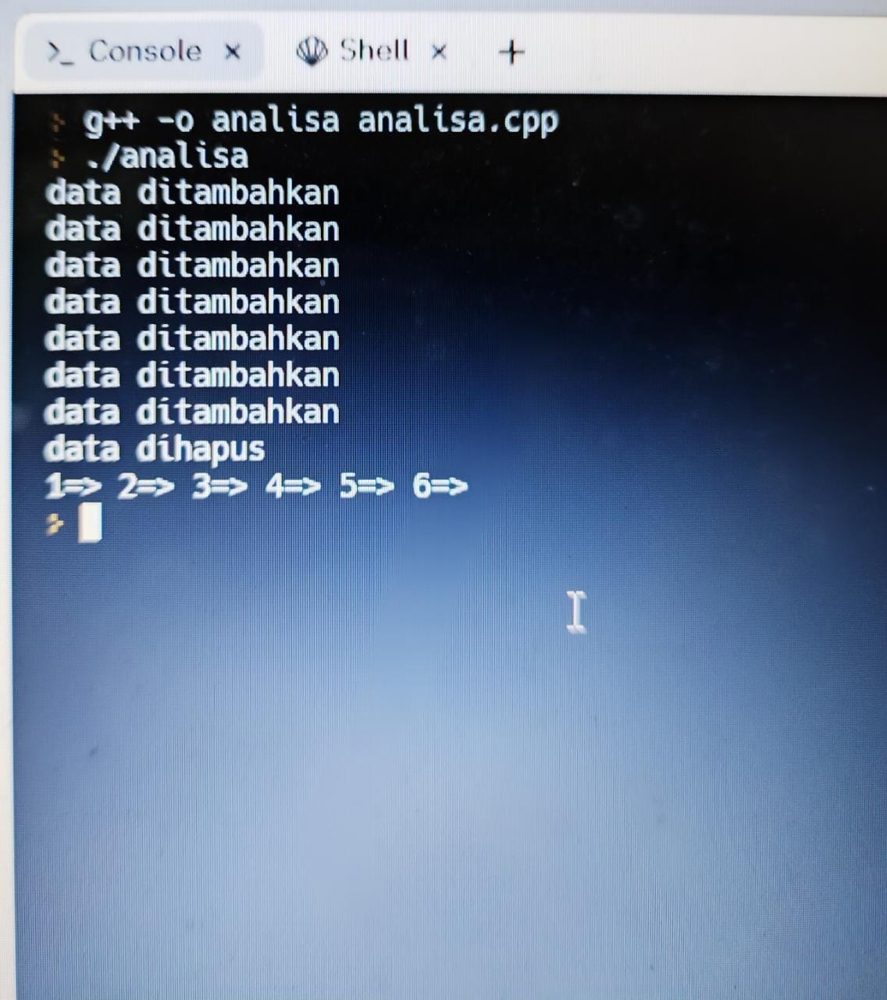 >_ Console × Shell × +
> g++ -o analisa analisa.cpp
> ./analisa
data ditambahkan
data ditambahkan
data ditambahkan
data ditambahkan
data ditambahkan
data ditambahkan
data ditambahkan
data dihapus
1=> 2=> 3=> 4=> 5=> 6=>
>